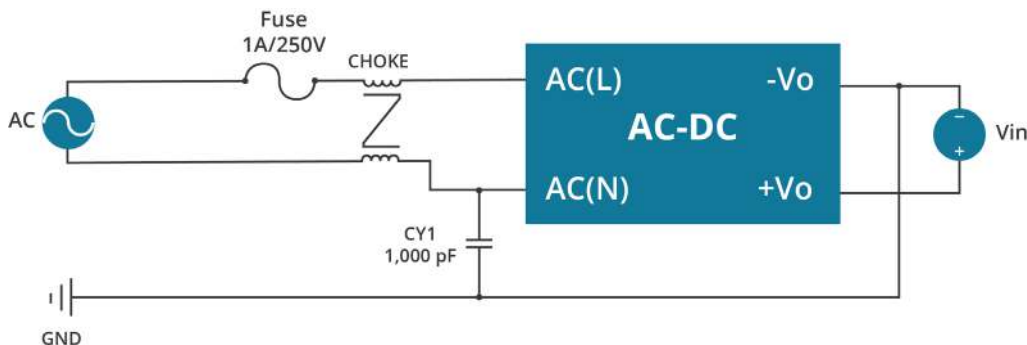 Fuse
1A/250V
CHOKE
AC
AC(L)
-Vo
AC-DC
Vin
AC(N)
+Vo
CY1
1,000 pF
GND